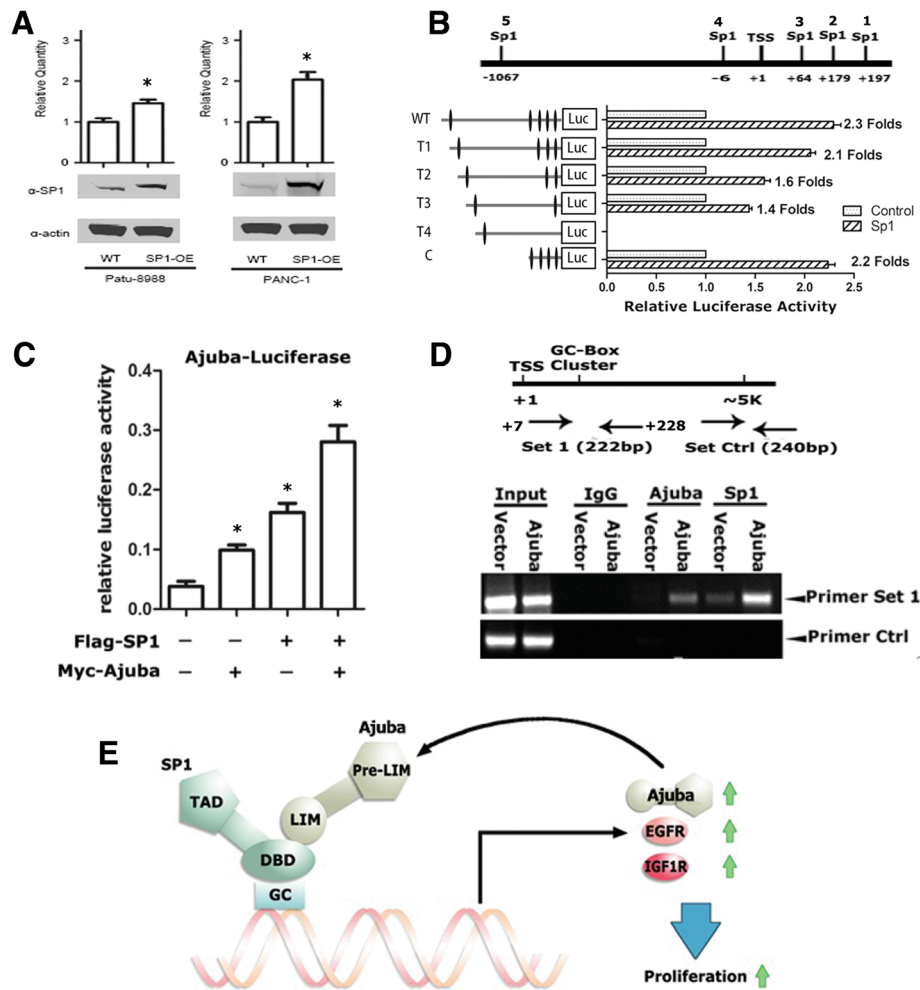 A
Relative Quantity
3
2
1
0
*
Relative Quantity
3
2
1
0
*
α-SP1
α-actin
WT SP1-OE
Patu-8988
WT SP1-OE
PANC-1
B
5 4 3 2 1
Sp1 Sp1 TSS Sp1 Sp1 Sp1
-1067 -6 +1 +64 +179 +197
WT Luc 2.3 Folds
T1 Luc 2.1 Folds
T2 Luc 1.6 Folds
T3 Luc 1.4 Folds
T4 Luc
C Luc 2.2 Folds
Control
Sp1
0.0 0.5 1.0 1.5 2.0 2.5
Relative Luciferase Activity
C
Ajuba-Luciferase
relative luciferase activity
0.4
0.3
0.2
0.1
0.0
* * *
Flag-SP1 − − + +
Myc-Ajuba − + − +
D
GC-Box
TSS Cluster
+1 ~5K
+7 +228
Set 1 (222bp) Set Ctrl (240bp)
Input IgG Ajuba Sp1
Vector Ajuba Vector Ajuba Vector Ajuba Vector Ajuba
Primer Set 1
Primer Ctrl
E
Ajuba
SP1
Pre-LIM
TAD
LIM
DBD
GC
Ajuba
EGFR
IGF1R
Proliferation